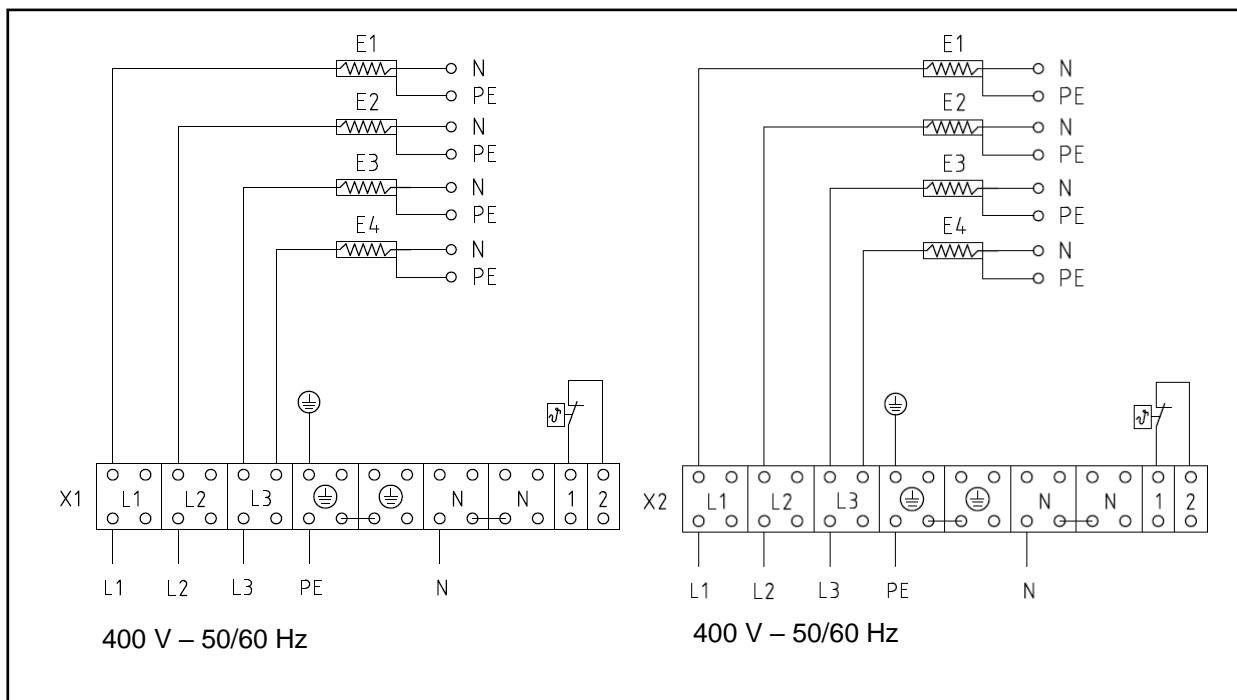 E1
N
PE
E2
N
PE
E3
N
PE
E4
N
PE
X1 L1 L2 L3 N N 1 2
L1 L2 L3 PE N
400 V – 50/60 Hz
E1
N
PE
E2
N
PE
E3
N
PE
E4
N
PE
X2 L1 L2 L3 N N 1 2
L1 L2 L3 PE N
400 V – 50/60 Hz